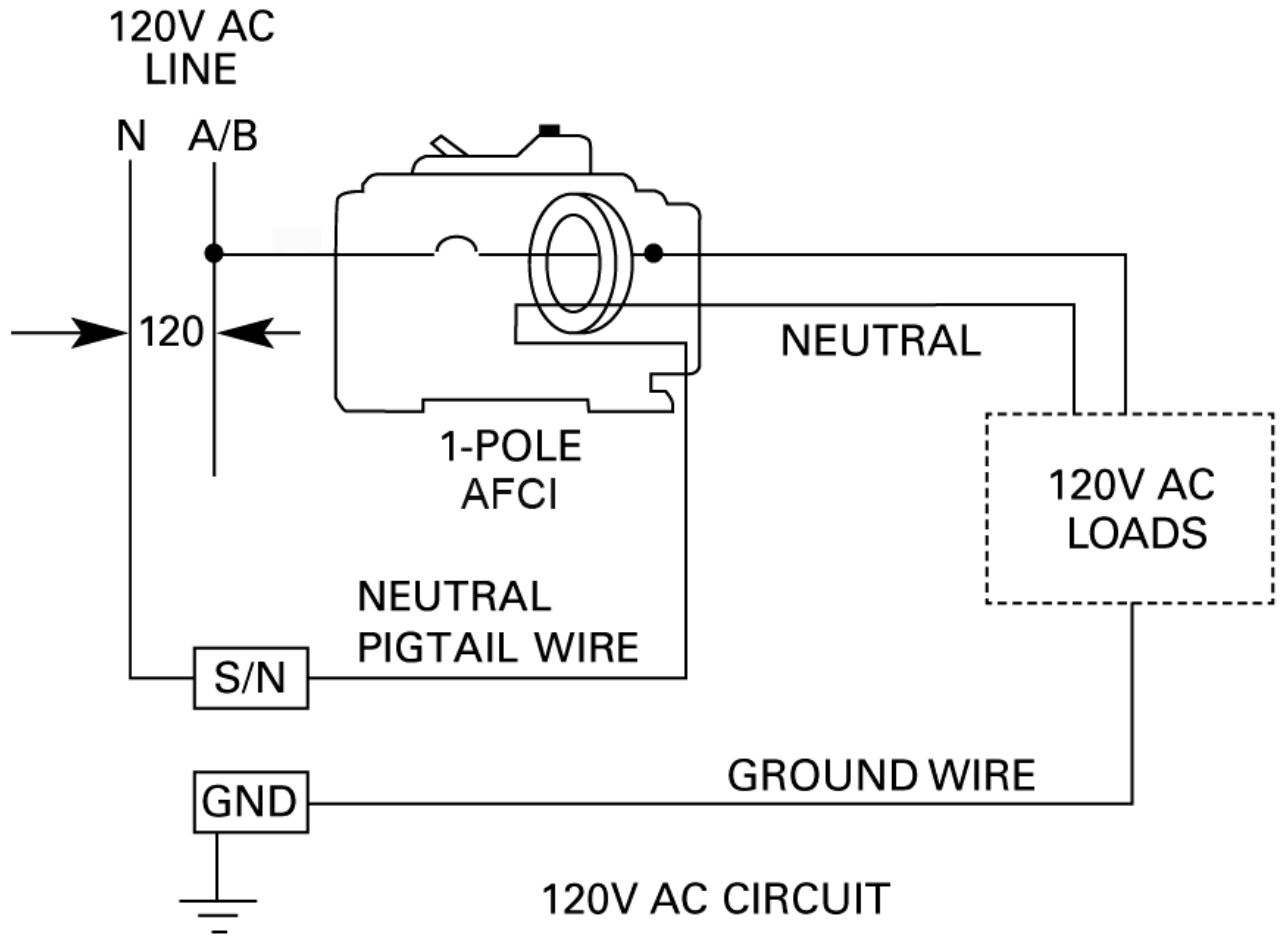 120V AC
LINE
N A/B
120
NEUTRAL
1-POLE
AFCI
120V AC
LOADS
NEUTRAL
PIGTAIL WIRE
S/N
GROUND WIRE
GND
120V AC CIRCUIT